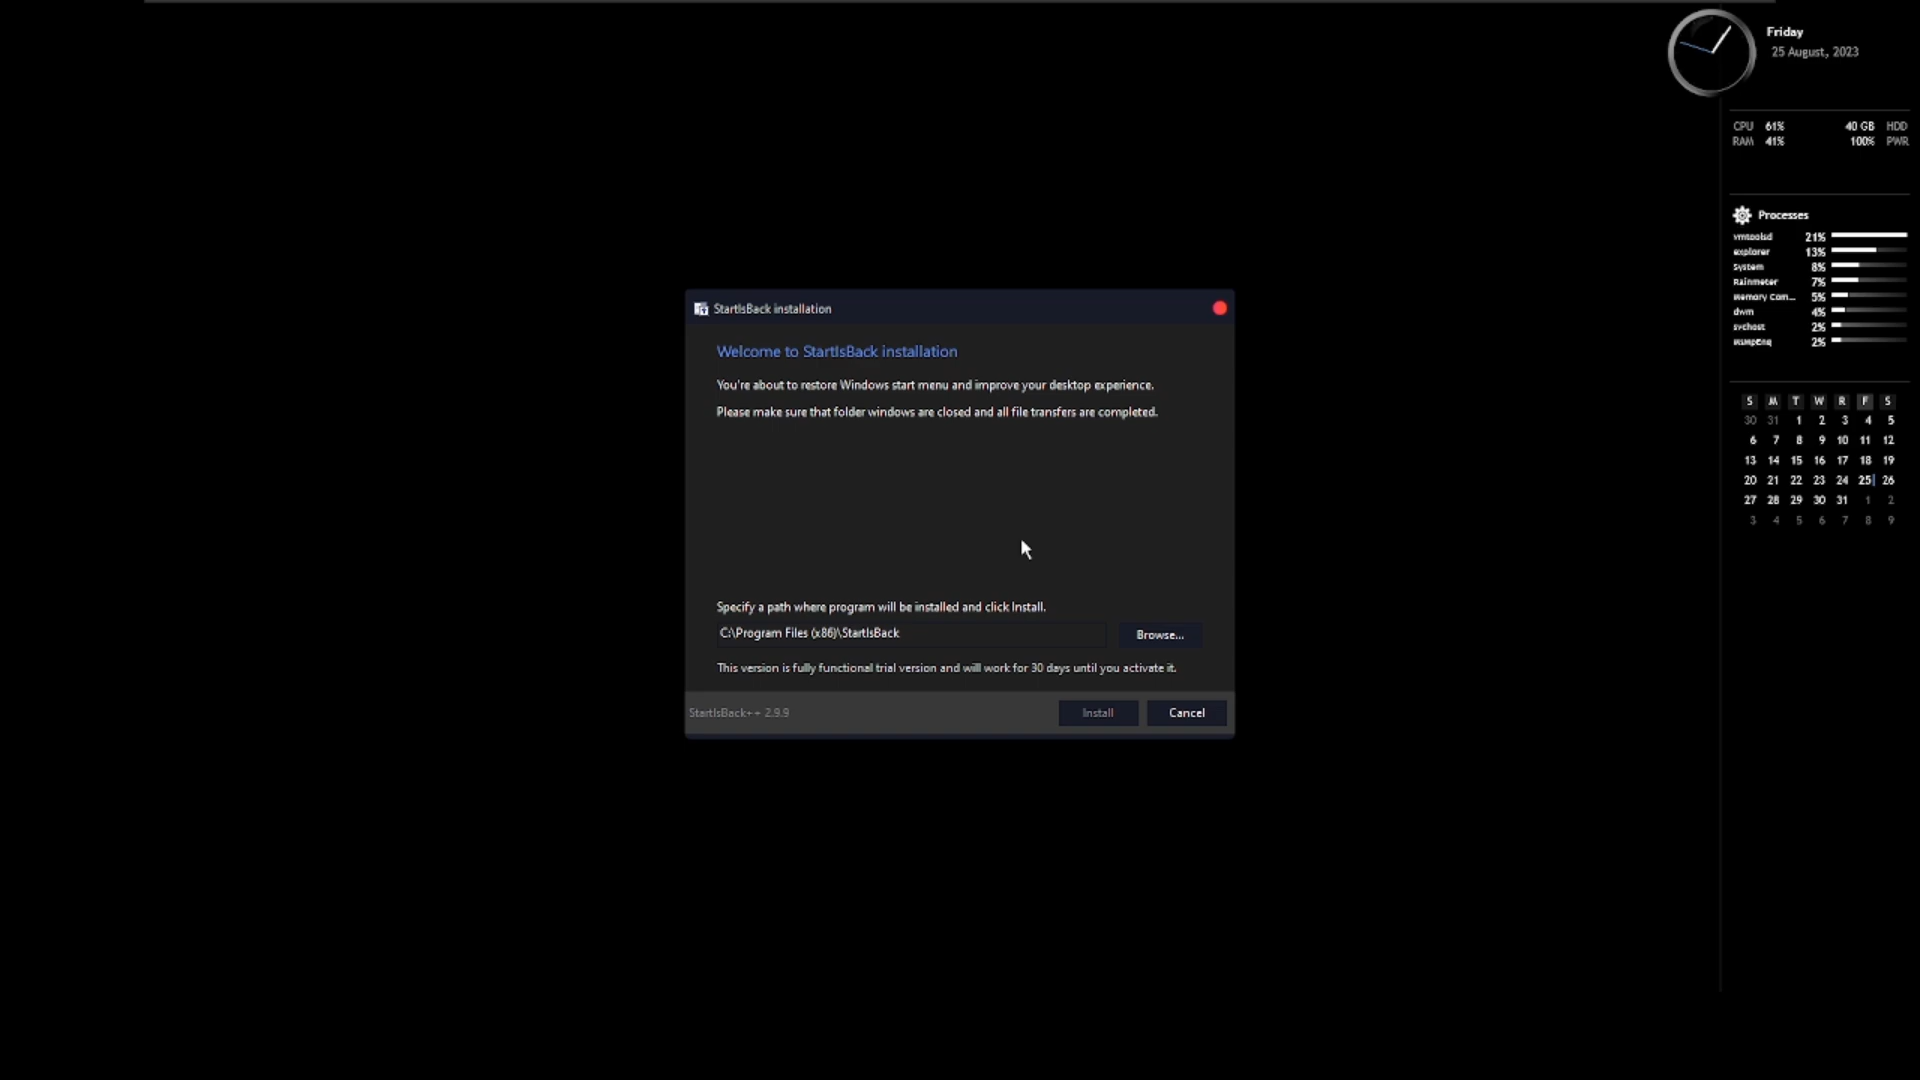 Friday
25 August, 2023
CPU 61% 40 GB HDD
RAM 41% 100% PWR
Processes
vmtoolsd 21%
explorer 13%
System 8%
Rainmeter 7%
Memory Com... 5%
dwm 4%
svchost 2%
MsMpEng 2%
S M T W R F S
30 31 1 2 3 4 5
6 7 8 9 10 11 12
13 14 15 16 17 18 19
20 21 22 23 24 25 26
27 28 29 30 31 1 2
3 4 5 6 7 8 9
StartIsBack installation
Welcome to StartIsBack installation
You're about to restore Windows start menu and improve your desktop experience.
Please make sure that folder windows are closed and all file transfers are completed.
Specify a path where program will be installed and click Install.
C:\Program Files (x86)\StartIsBack
Browse...
This version is fully functional trial version and will work for 30 days until you activate it.
StartIsBack++ 2.9.9
Install
Cancel